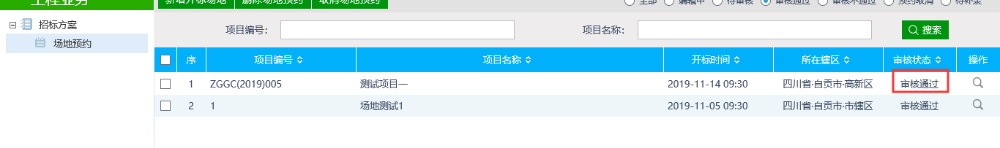 工程业务
新增开标场地 删除场地预约 取消场地预约
全部 编辑中 待审核 审核通过 审核不通过 预约取消 待补录
招标方案
场地预约
项目编号： 项目名称： 搜索
序 项目编号 项目名称 开标时间 所在辖区 审核状态 操作
1 ZGGC(2019)005 测试项目一 2019-11-14 09:30 四川省·自贡市·高新区 审核通过
2 1 场地测试1 2019-11-05 09:30 四川省·自贡市·市辖区 审核通过